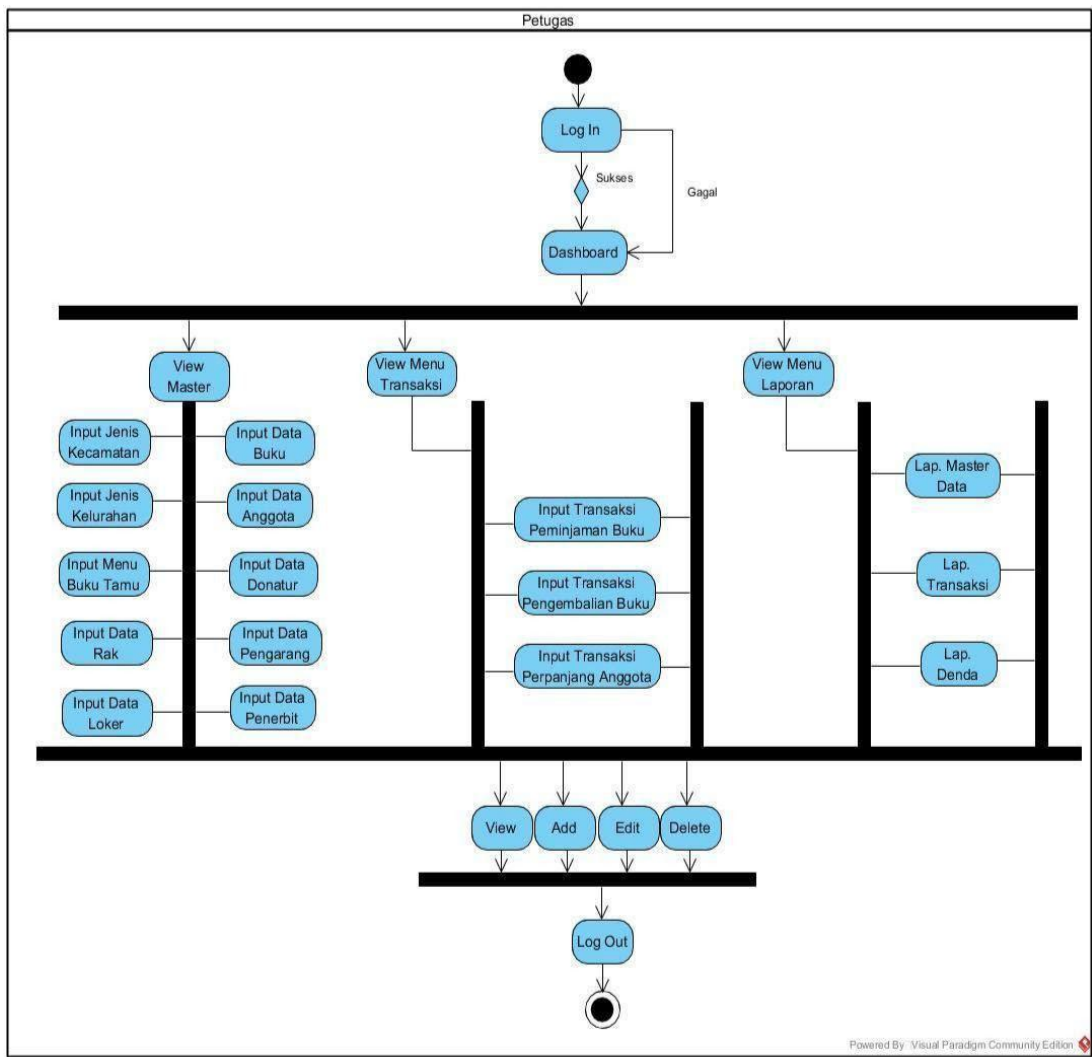 Petugas
Log In
Sukses
Gagal
Dashboard
View
Master
View Menu
Transaksi
View Menu
Laporan
Input Jenis
Kecamatan
Input Data
Buku
Input Jenis
Kelurahan
Input Data
Anggota
Input Menu
Buku Tamu
Input Data
Donatur
Input Data
Rak
Input Data
Pengarang
Input Data
Loker
Input Data
Penerbit
Input Transaksi
Peminjaman Buku
Input Transaksi
Pengembalian Buku
Input Transaksi
Perpanjang Anggota
Lap. Master
Data
Lap.
Transaksi
Lap.
Denda
View
Add
Edit
Delete
Log Out
Powered By Visual Paradigm Community Edition